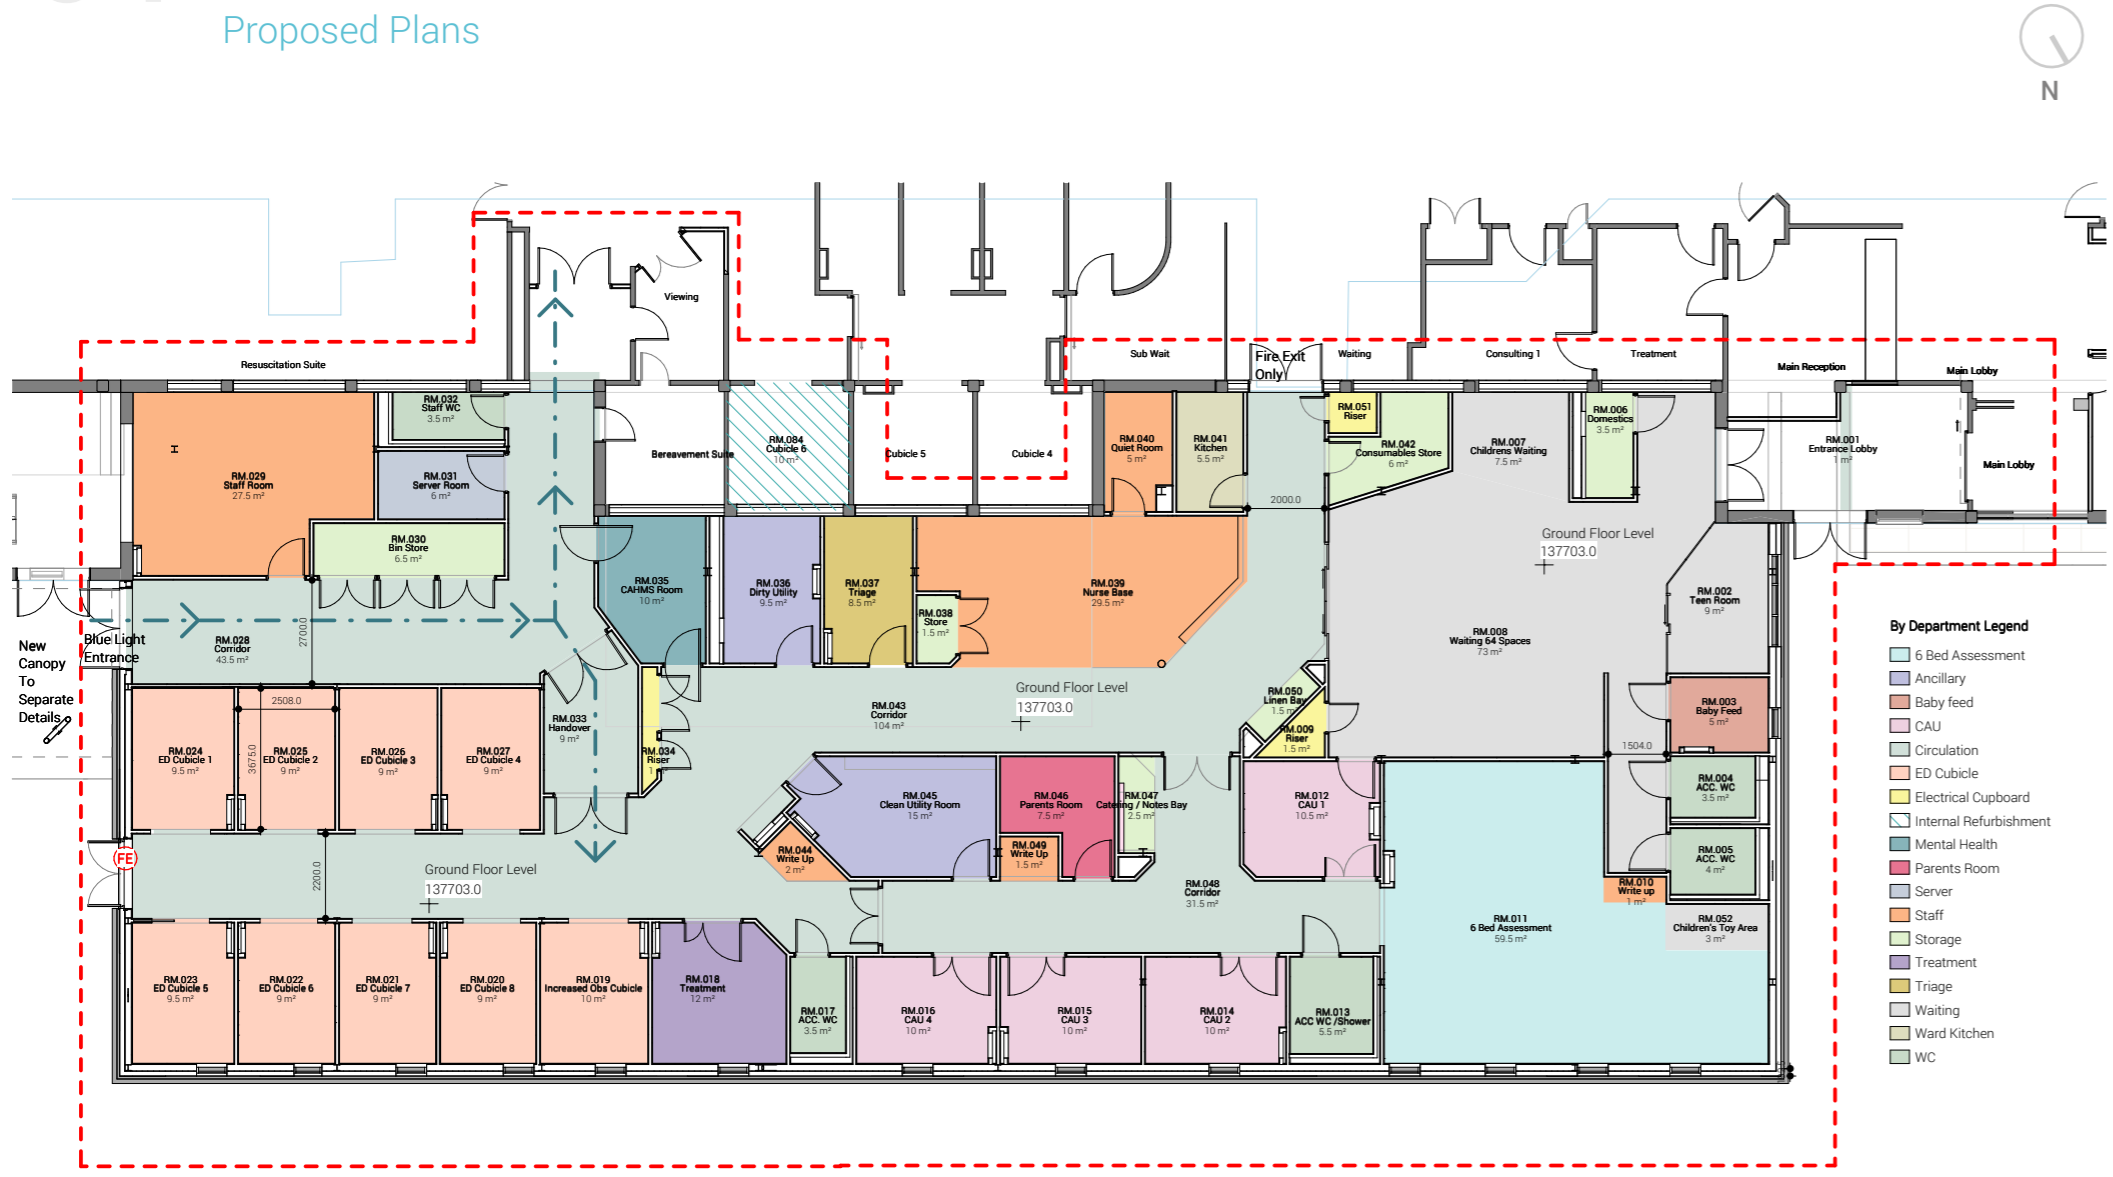 Proposed Plans
N
Viewing
Resuscitation Suite
Sub Wait
Fire Exit
Only
Waiting
Consulting 1
Treatment
Main Reception
Main Lobby
RM.032
Staff WC
3.5 m²
RM.029
Staff Room
27.5 m²
RM.031
Server Room
6 m²
RM.030
Bin Store
6.5 m²
Bereavement Suite
RM.084
Cubicle 6
10 m²
Cubicle 5
Cubicle 4
RM.040
Quiet Room
5 m²
RM.041
Kitchen
5.5 m²
2000.0
RM.051
Riser
RM.042
Consumables Store
6 m²
RM.007
Childrens Waiting
7.5 m²
RM.006
Domestics
3.5 m²
RM.001
Entrance Lobby
1 m²
Main Lobby
Ground Floor Level
137703.0
RM.035
CAHMS Room
10 m²
RM.036
Dirty Utility
9.5 m²
RM.037
Triage
8.5 m²
RM.038
Store
1.5 m²
RM.039
Nurse Base
29.5 m²
RM.002
Teen Room
9 m²
RM.008
Waiting 64 Spaces
73 m²
New
Canopy
To
Separate
Details
Blue Light
Entrance
RM.028
Corridor
43.5 m²
2700.0
RM.033
Handover
9 m²
RM.034
Riser
RM.043
Corridor
104 m²
Ground Floor Level
137703.0
RM.050
Linen Bay
1.5 m²
RM.009
Riser
1.5 m²
RM.003
Baby Feed
5 m²
1504.0
RM.024
ED Cubicle 1
9.5 m²
2508.0
3675.0
RM.025
ED Cubicle 2
9 m²
RM.026
ED Cubicle 3
9 m²
RM.027
ED Cubicle 4
9 m²
RM.045
Clean Utility Room
15 m²
RM.046
Parents Room
7.5 m²
RM.047
Catering / Notes Bay
2.5 m²
RM.012
CAU 1
10.5 m²
RM.004
ACC. WC
3.5 m²
RM.044
Write Up
2 m²
RM.049
Write Up
1.5 m²
RM.005
ACC. WC
4 m²
FE
2200.0
Ground Floor Level
137703.0
RM.048
Corridor
31.5 m²
RM.010
Write up
1 m²
RM.011
6 Bed Assessment
59.5 m²
RM.052
Children's Toy Area
3 m²
RM.023
ED Cubicle 5
9.5 m²
RM.022
ED Cubicle 6
9 m²
RM.021
ED Cubicle 7
9 m²
RM.020
ED Cubicle 8
9 m²
RM.019
Increased Obs Cubicle
10 m²
RM.018
Treatment
12 m²
RM.017
ACC. WC
3.5 m²
RM.016
CAU 4
10 m²
RM.015
CAU 3
10 m²
RM.014
CAU 2
10 m²
RM.013
ACC WC /Shower
5.5 m²
By Department Legend
6 Bed Assessment
Ancillary
Baby feed
CAU
Circulation
ED Cubicle
Electrical Cupboard
Internal Refurbishment
Mental Health
Parents Room
Server
Staff
Storage
Treatment
Triage
Waiting
Ward Kitchen
WC